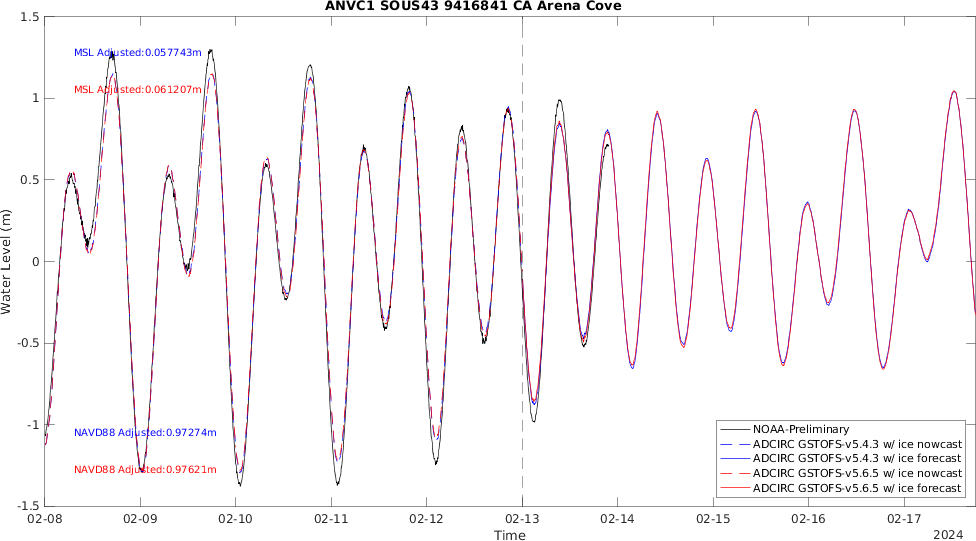 ANVC1 SOUS43 9416841 CA Arena Cove
1.5
MSL Adjusted:0.057743m
MSL Adjusted:0.061207m
1
0.5
Water Level (m)
0
-0.5
-1
NAVD88 Adjusted:0.97274m
NAVD88 Adjusted:0.97621m
-1.5
NOAA-Preliminary
ADCIRC GSTOFS-v5.4.3 w/ ice nowcast
ADCIRC GSTOFS-v5.4.3 w/ ice forecast
ADCIRC GSTOFS-v5.6.5 w/ ice nowcast
ADCIRC GSTOFS-v5.6.5 w/ ice forecast
02-08 02-09 02-10 02-11 02-12 02-13 02-14 02-15 02-16 02-17
Time
2024